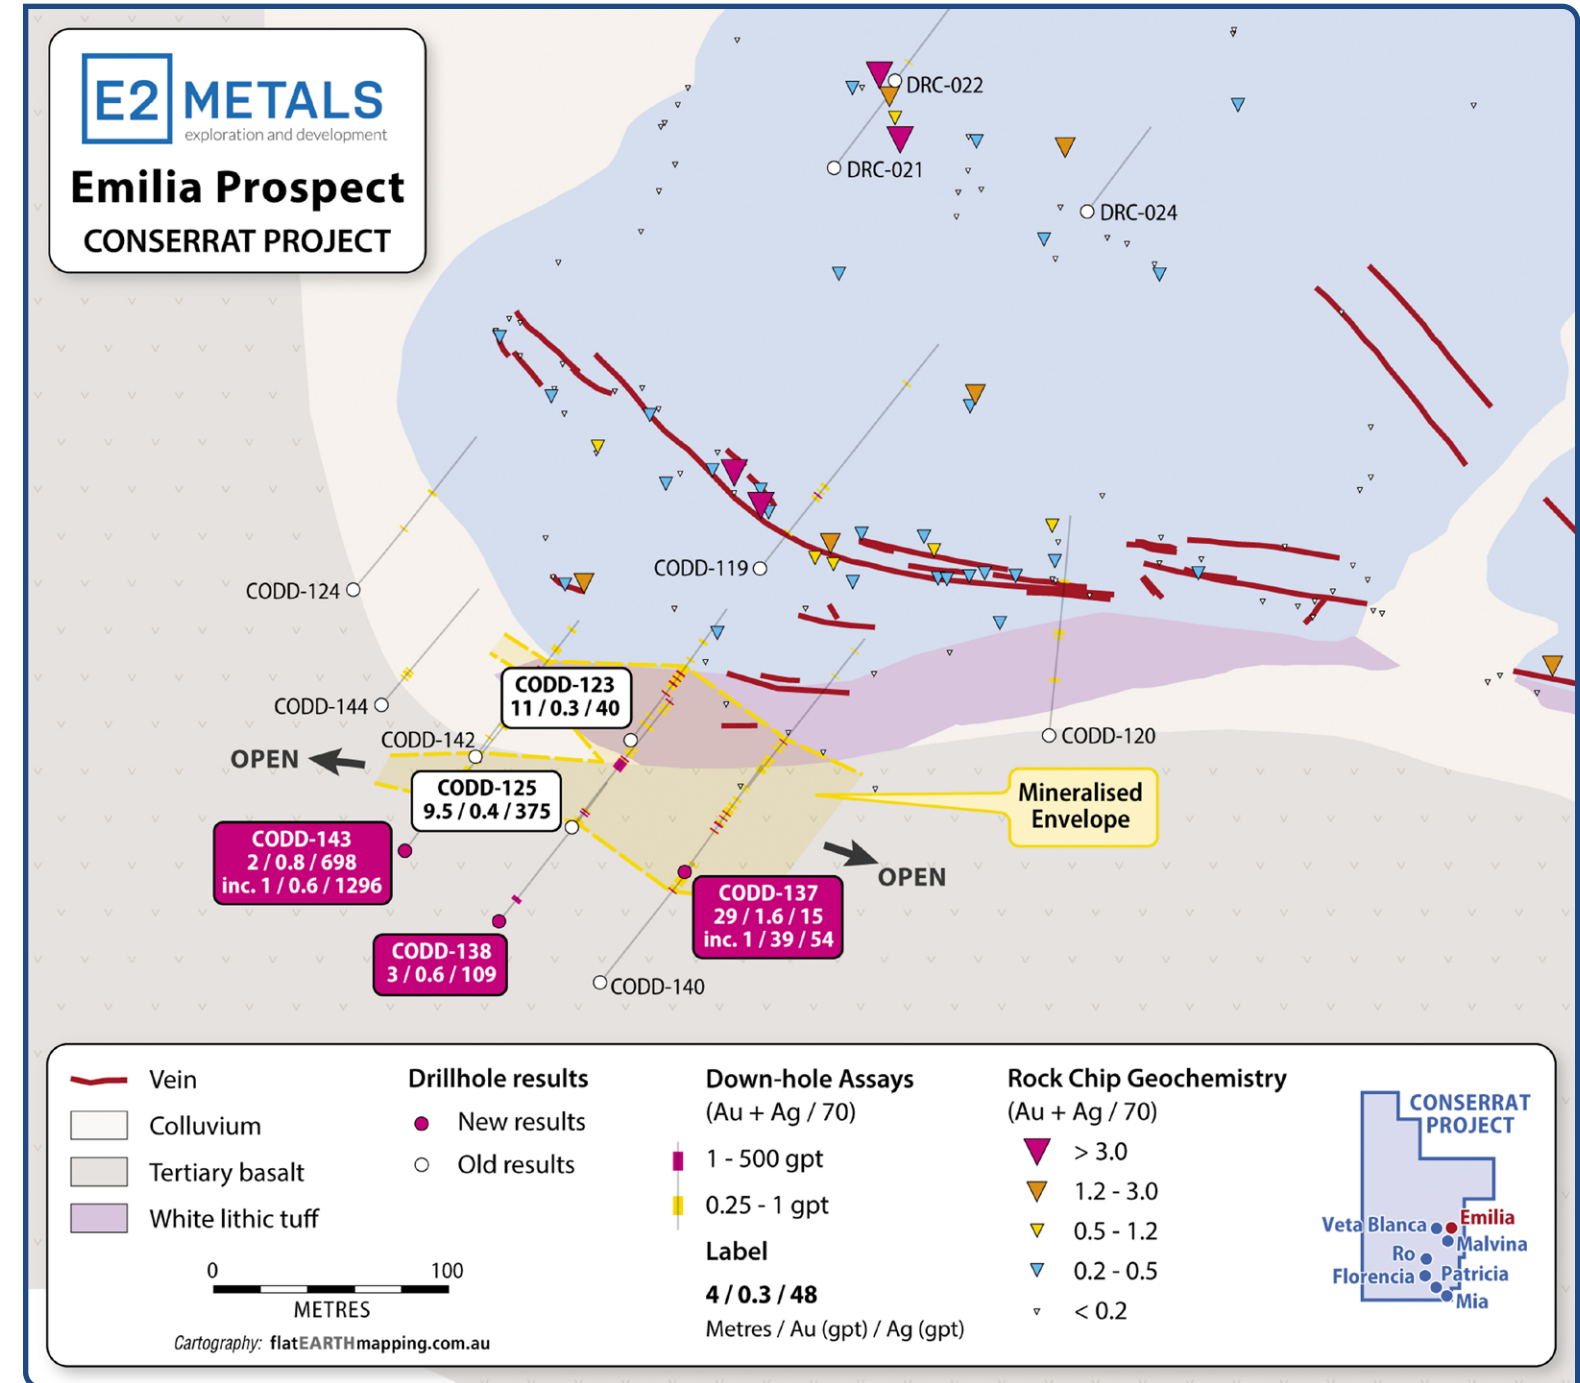 E2 METALS
exploration and development
Emilia Prospect
CONSERRAT PROJECT
DRC-022
DRC-021
DRC-024
CODD-119
CODD-124
CODD-144
CODD-123
11 / 0.3 / 40
CODD-142
OPEN
CODD-120
CODD-125
9.5 / 0.4 / 375
Mineralised
Envelope
CODD-143
2 / 0.8 / 698
inc. 1 / 0.6 / 1296
OPEN
CODD-137
29 / 1.6 / 15
inc. 1 / 39 / 54
CODD-138
3 / 0.6 / 109
CODD-140
Vein
Colluvium
Tertiary basalt
White lithic tuff
0 100
METRES
Cartography: flatEARTHmapping.com.au
Drillhole results
New results
Old results
Down-hole Assays
(Au + Ag / 70)
1 - 500 gpt
0.25 - 1 gpt
Label
4 / 0.3 / 48
Metres / Au (gpt) / Ag (gpt)
Rock Chip Geochemistry
(Au + Ag / 70)
> 3.0
1.2 - 3.0
0.5 - 1.2
0.2 - 0.5
< 0.2
CONSERRAT
PROJECT
Emilia
Veta Blanca
Malvina
Ro
Florencia
Patricia
Mia